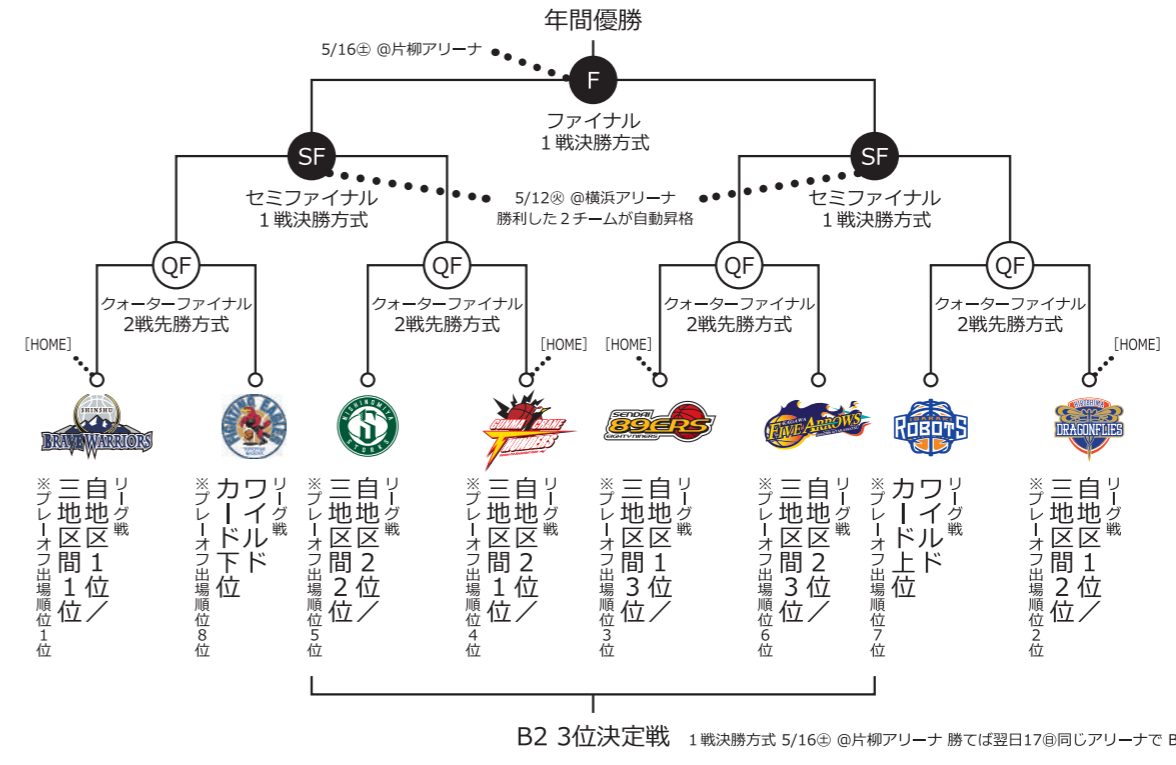 年間優勝
5/16㊏ @片柳アリーナ
F
ファイナル
1戦決勝方式
SF
SF
セミファイナル
1戦決勝方式
5/12㊋ @横浜アリーナ
勝利した2チームが自動昇格
セミファイナル
1戦決勝方式
QF
QF
QF
QF
クォーターファイナル
2戦先勝方式
クォーターファイナル
2戦先勝方式
クォーターファイナル
2戦先勝方式
クォーターファイナル
2戦先勝方式
[HOME]
[HOME]
[HOME]
[HOME]
SHINSHU
BRAVE WARRIORS
FIGHTING EAGLES
NISHINOMIYA
STORKS
GUNMA CRANE
THUNDERS
SENDAI
89ERS
EIGHTYNINERS
KAGAWA
FIVE ARROWS
ROBOTS
HIROSHIMA
DRAGONFLIES
リーグ戦
自地区1位/
三地区間1位
※プレーオフ出場順位1位
リーグ戦
ワイルド
カード下位
※プレーオフ出場順位8位
リーグ戦
自地区2位/
三地区間2位
※プレーオフ出場順位5位
リーグ戦
自地区2位/
三地区間1位
※プレーオフ出場順位4位
リーグ戦
自地区1位/
三地区間3位
※プレーオフ出場順位3位
リーグ戦
自地区2位/
三地区間3位
※プレーオフ出場順位6位
リーグ戦
ワイルド
カード上位
※プレーオフ出場順位7位
リーグ戦
自地区1位/
三地区間2位
※プレーオフ出場順位2位
B2 3位決定戦 1戦決勝方式 5/16㊏ @片柳アリーナ 勝てば翌日17㊐同じアリーナで B